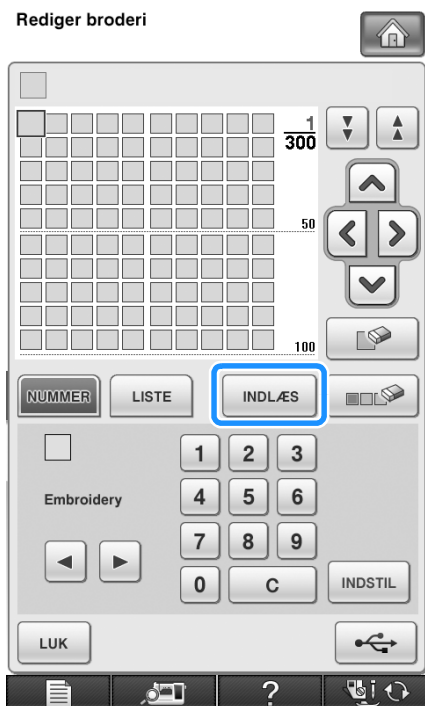 Rediger broderi
1
300
50
100
NUMMER LISTE INDLÆS
1 2 3
Embroidery 4 5 6
7 8 9
0 C INDSTIL
LUK
?